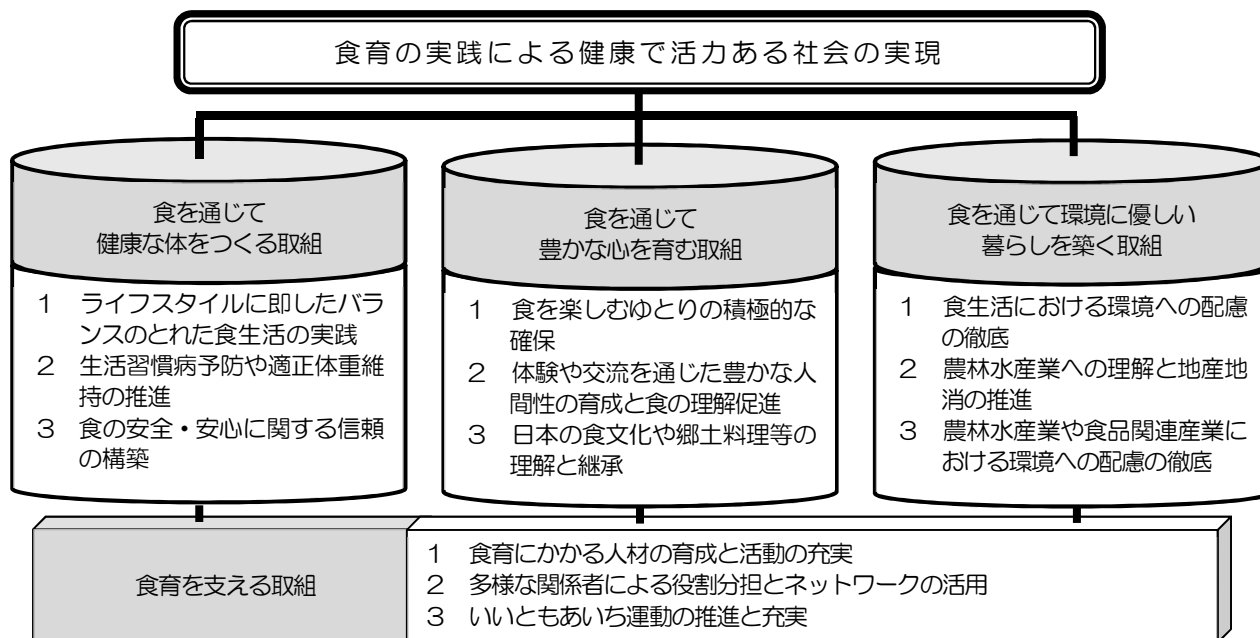 食育の実践による健康で活力ある社会の実現
食を通じて
健康な体をつくる取組
1 ライフスタイルに即したバラ
ンスのとれた食生活の実践
2 生活習慣病予防や適正体重維
持の推進
3 食の安全・安心に関する信頼
の構築
食を通じて
豊かな心を育む取組
1 食を楽しむゆとりの積極的な
確保
2 体験や交流を通じた豊かな人
間性の育成と食の理解促進
3 日本の食文化や郷土料理等の
理解と継承
食を通じて環境に優しい
暮らしを築く取組
1 食生活における環境への配慮
の徹底
2 農林水産業への理解と地産地
消の推進
3 農林水産業や食品関連産業に
おける環境への配慮の徹底
食育を支える取組
1 食育にかかる人材の育成と活動の充実
2 多様な関係者による役割分担とネットワークの活用
3 いいともあいち運動の推進と充実